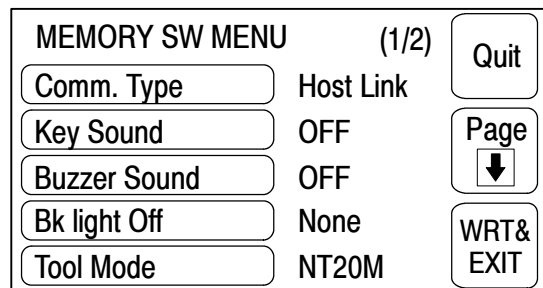 MEMORY SW MENU (1/2) Quit
Comm. Type Host Link
Key Sound OFF Page
Buzzer Sound OFF
Bk light Off None WRT&
Tool Mode NT20M EXIT